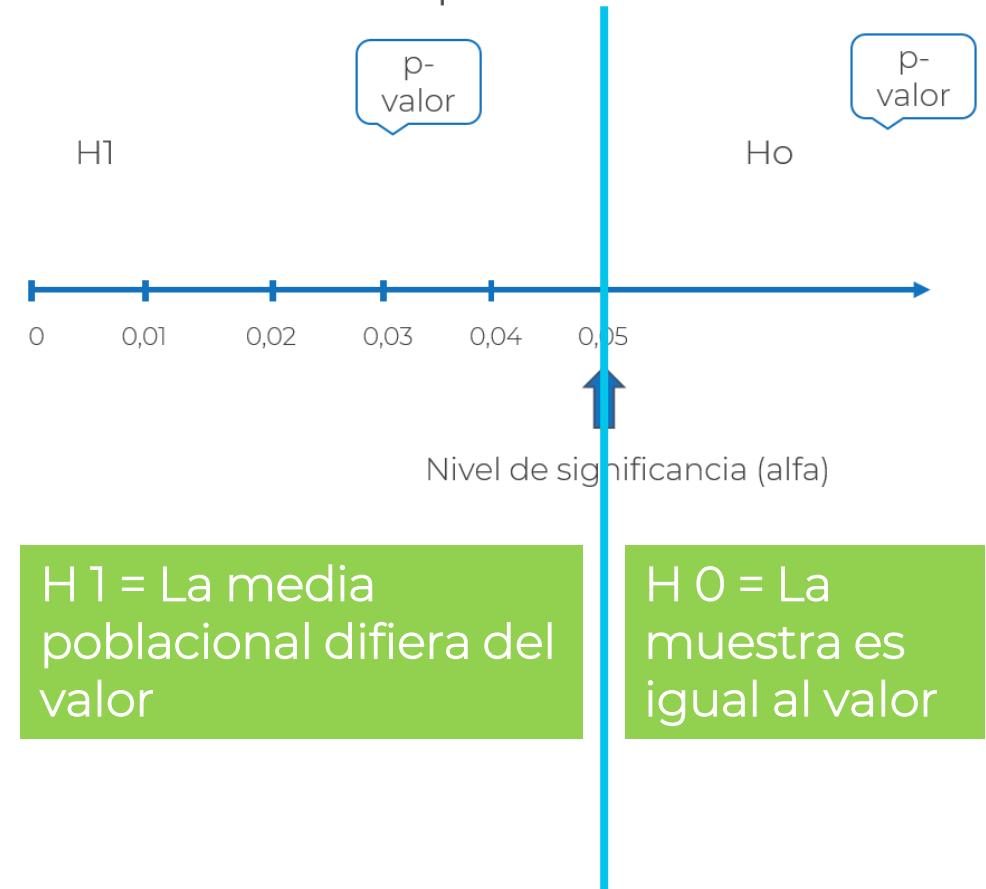 p-
valor
p-
valor
H1
Ho
0
0,01
0,02
0,03
0,04
0,05
Nivel de significancia (alfa)
H 1 = La media
poblacional difiera del
valor
H 0 = La
muestra es
igual al valor